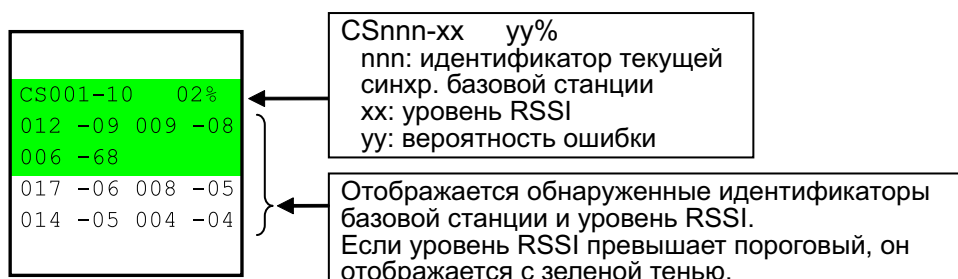 CS001-10 02%
012 -09 009 -08
006 -68
017 -06 008 -05
014 -05 004 -04
CSnnn-xx yy%
nnn: идентификатор текущей
синхр. базовой станции
xx: уровень RSSI
yy: вероятность ошибки
Отображается обнаруженные идентификаторы
базовой станции и уровень RSSI.
Если уровень RSSI превышает пороговый, он
отображается с зеленой тенью.